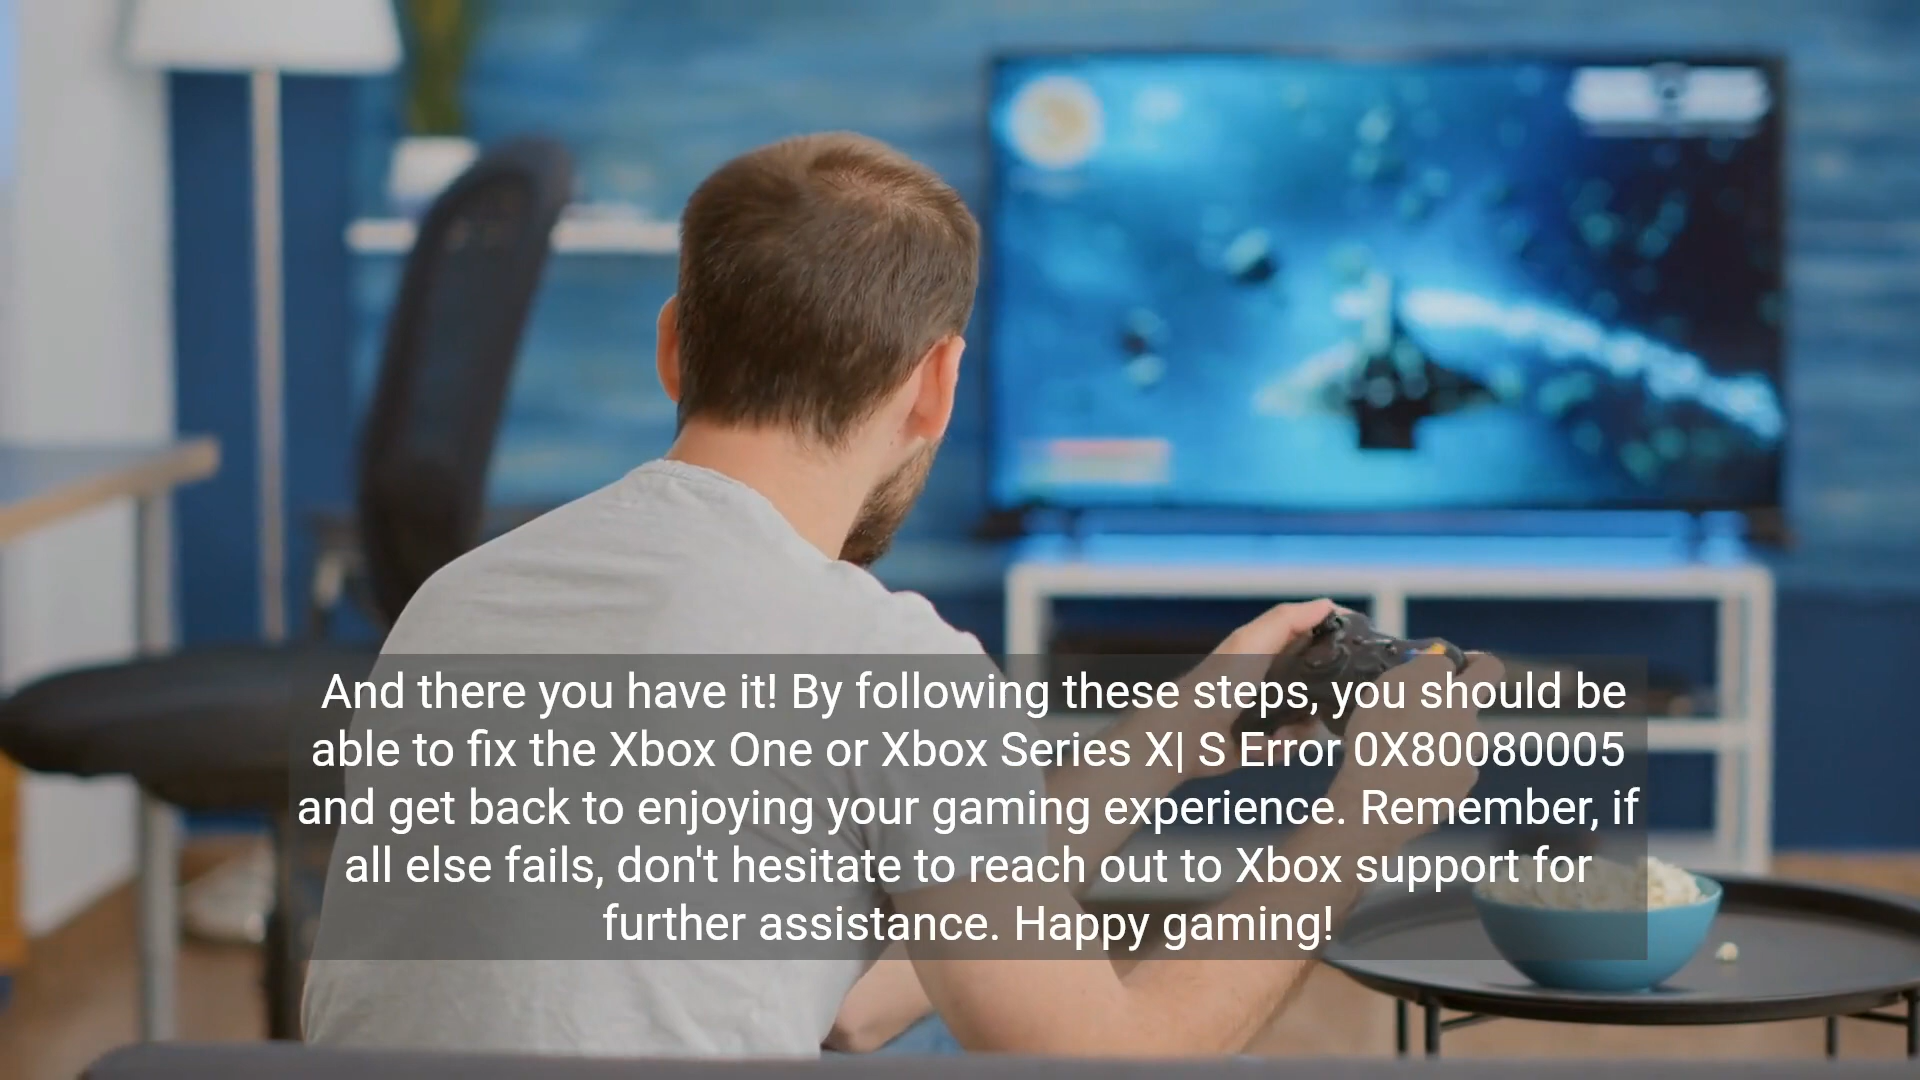 And there you have it! By following these steps, you should be
able to fix the Xbox One or Xbox Series X| S Error 0X80080005
and get back to enjoying your gaming experience. Remember, if
all else fails, don't hesitate to reach out to Xbox support for
further assistance. Happy gaming!